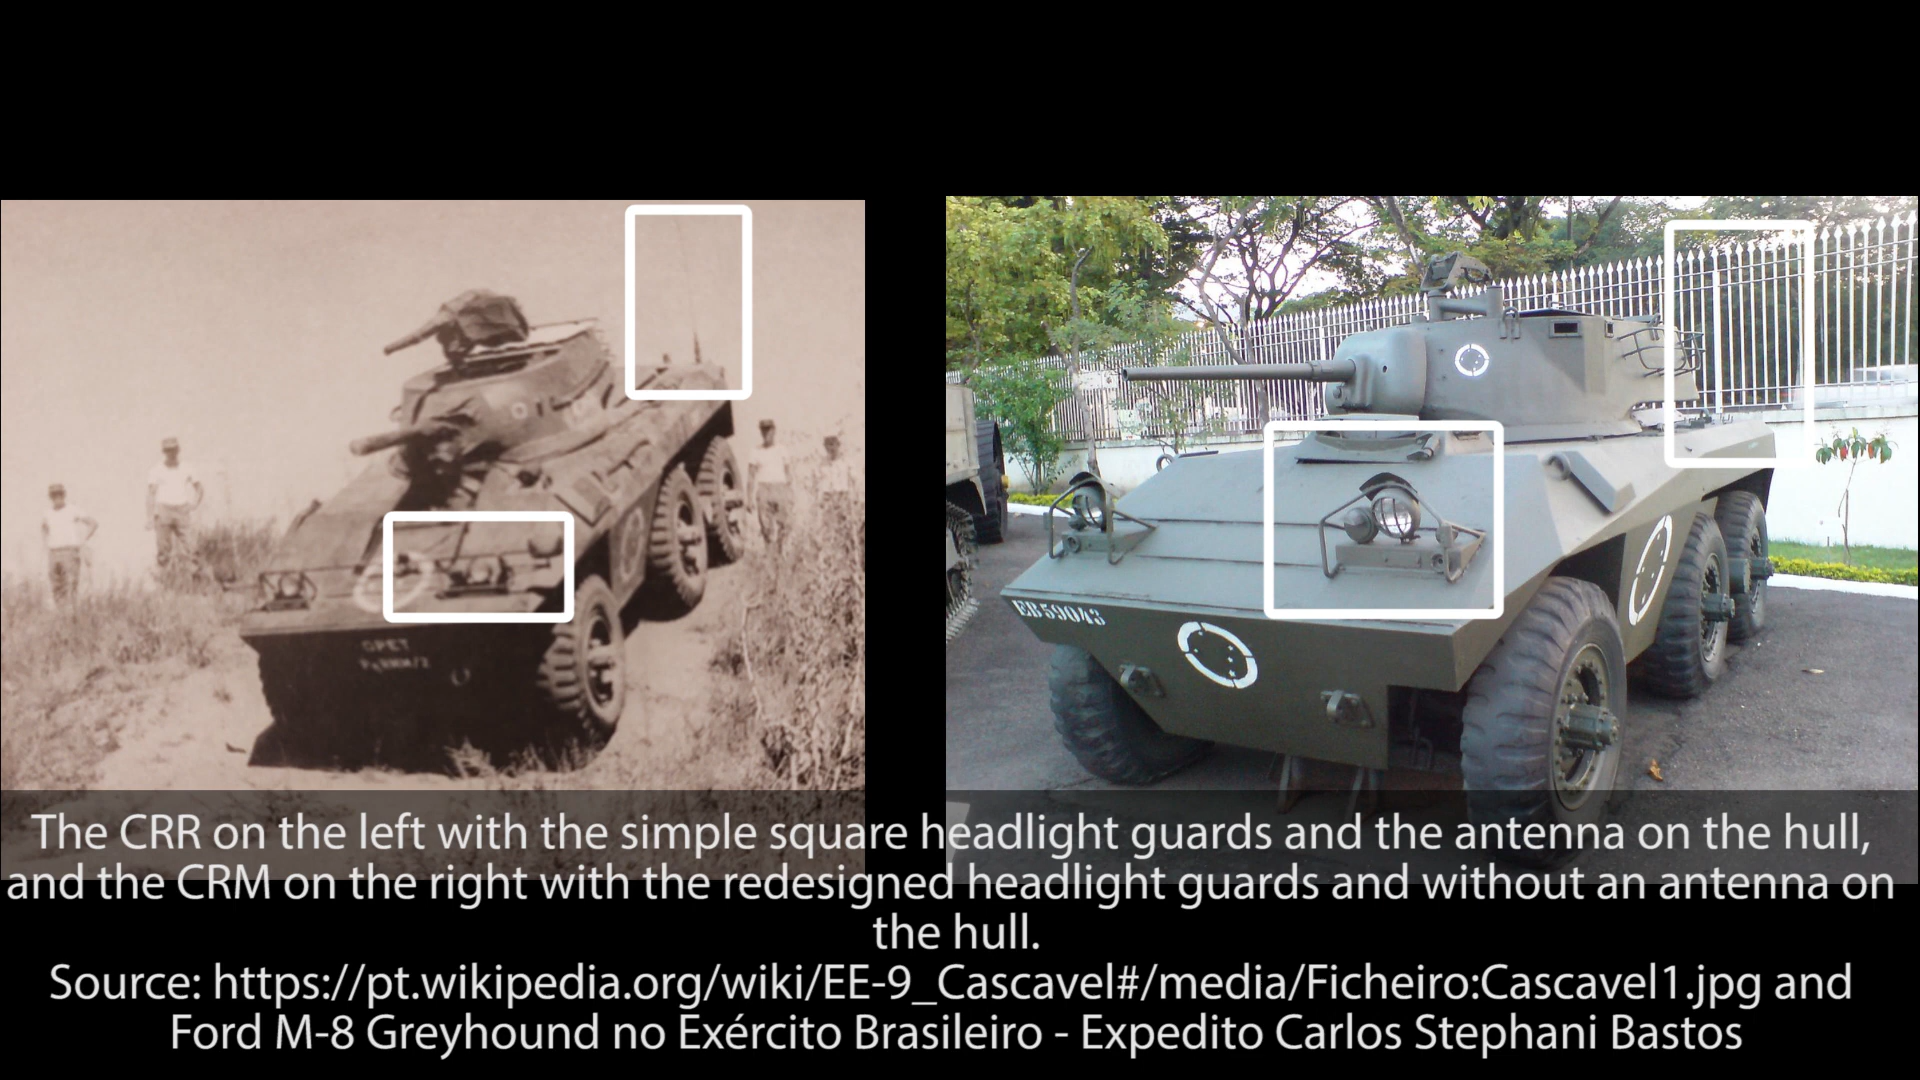 GPET
EB59043
The CRR on the left with the simple square headlight guards and the antenna on the hull,
and the CRM on the right with the redesigned headlight guards and without an antenna on
the hull.
Source: https://pt.wikipedia.org/wiki/EE-9_Cascavel#/media/Ficheiro:Cascavel1.jpg and
Ford M-8 Greyhound no Exército Brasileiro - Expedito Carlos Stephani Bastos